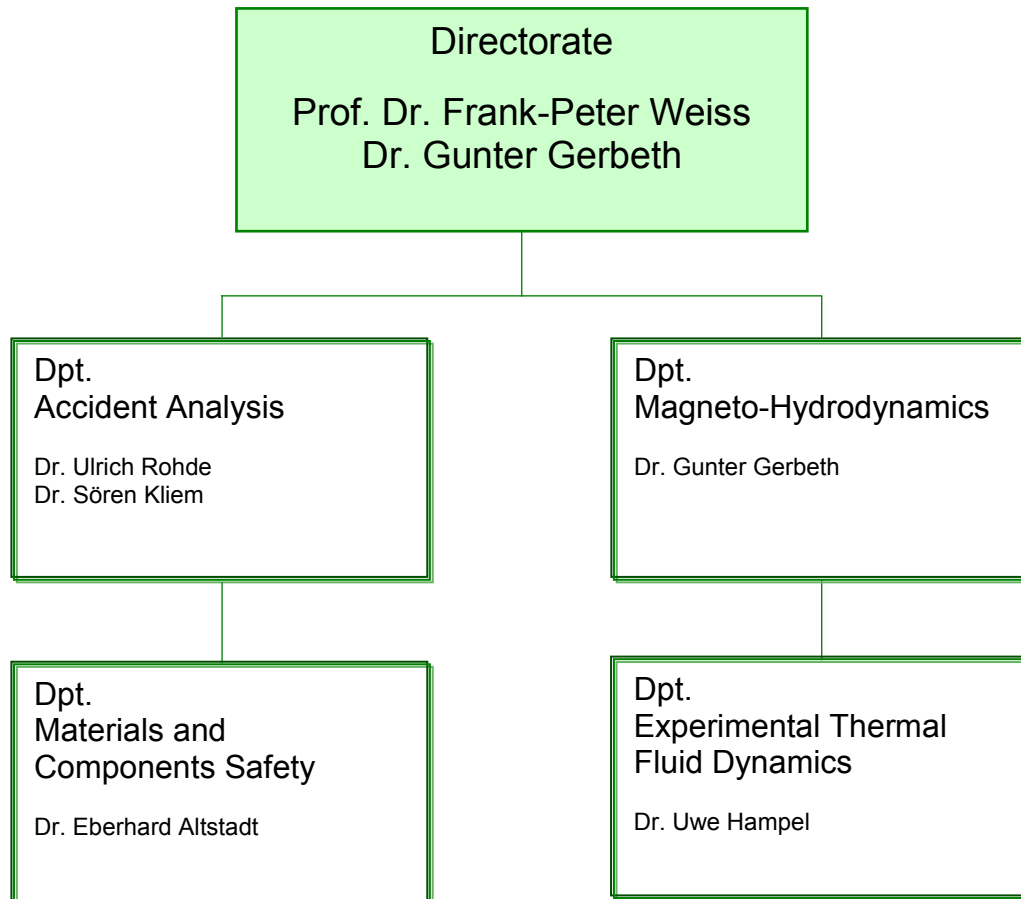 Directorate
Prof. Dr. Frank-Peter Weiss
Dr. Gunter Gerbeth
Dpt.
Accident Analysis
Dr. Ulrich Rohde
Dr. Sören Kliem
Dpt.
Magneto-Hydrodynamics
Dr. Gunter Gerbeth
Dpt.
Materials and
Components Safety
Dr. Eberhard Altstadt
Dpt.
Experimental Thermal
Fluid Dynamics
Dr. Uwe Hampel